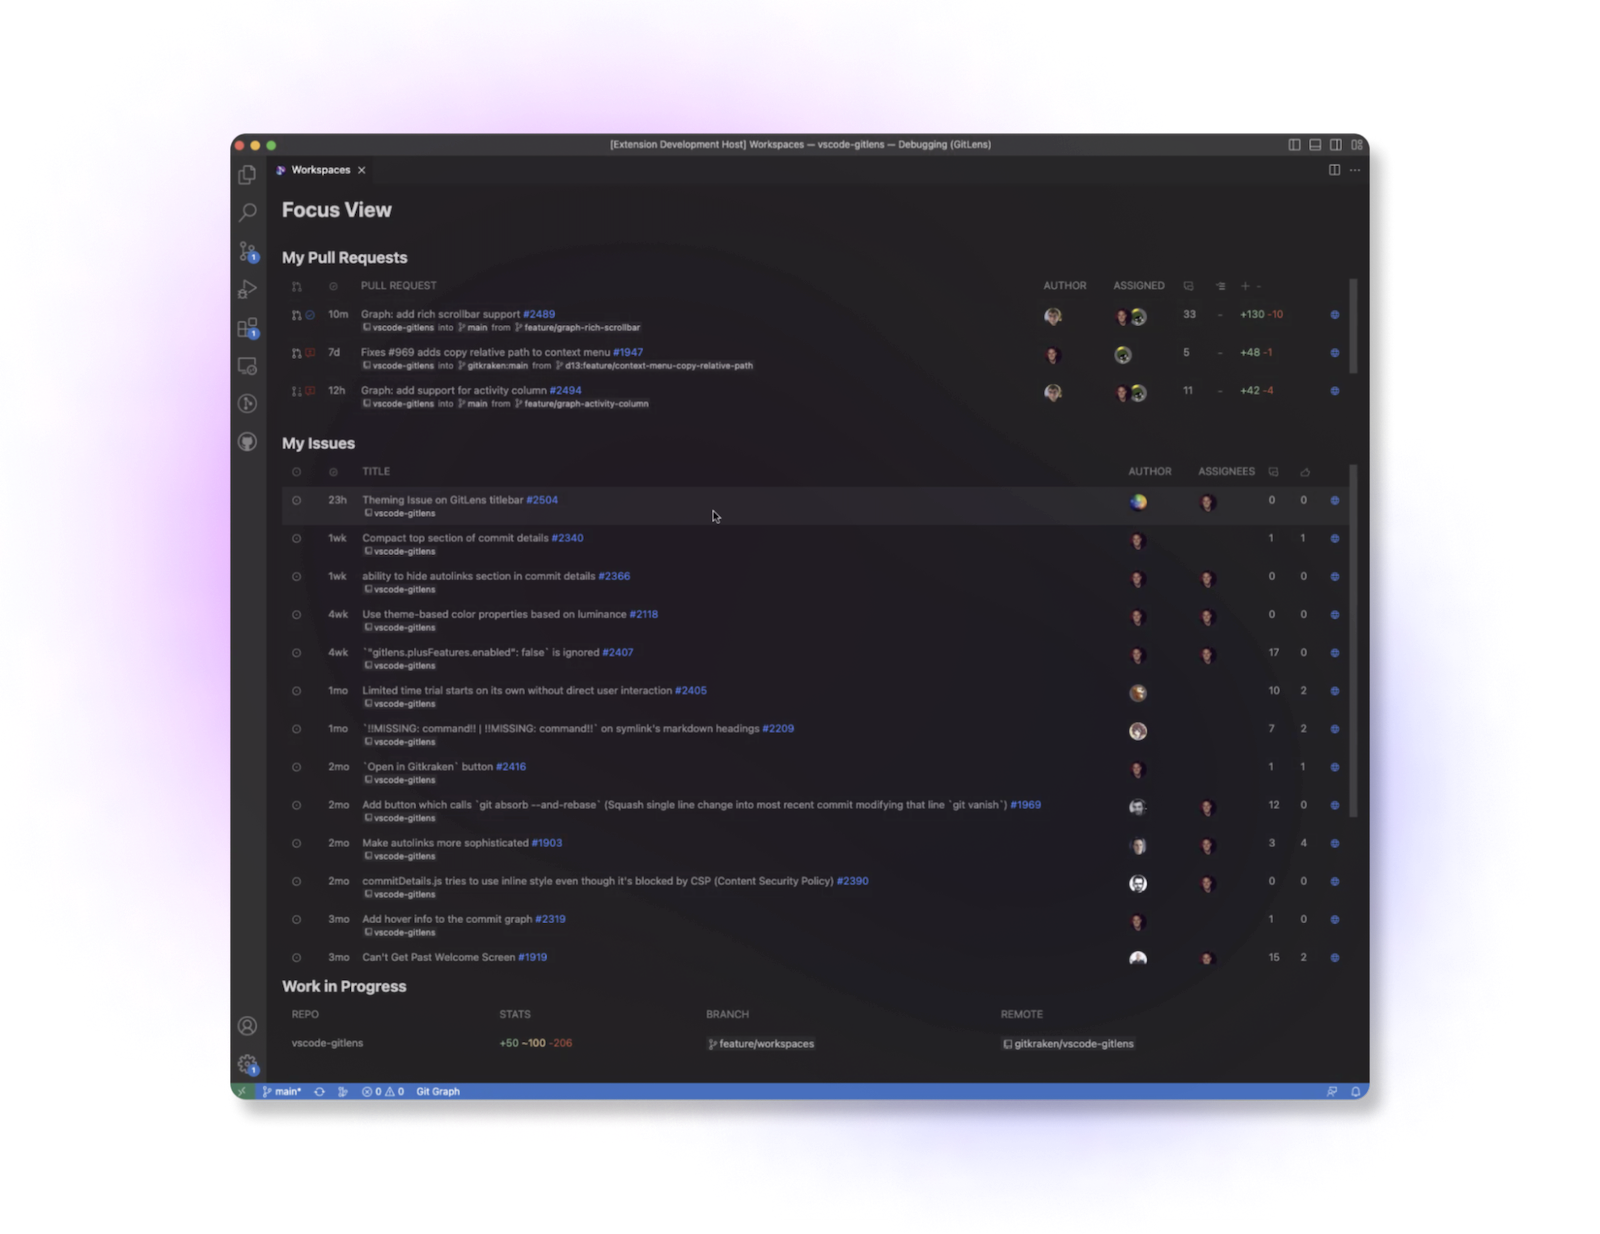 [Extension Development Host] Workspaces — vscode-gitlens — Debugging (GitLens)
Workspaces
Focus View
My Pull Requests
PULL REQUEST AUTHOR ASSIGNED + -
10m Graph: add rich scrollbar support #2489 33 - +130 -10
vscode-gitlens into main from feature/graph-rich-scrollbar
7d Fixes #969 adds copy relative path to context menu #1947 5 - +48 -1
vscode-gitlens into gitkraken:main from d13:feature/context-menu-copy-relative-path
12h Graph: add support for activity column #2494 11 - +42 -4
vscode-gitlens into main from feature/graph-activity-column
My Issues
TITLE AUTHOR ASSIGNEES
23h Theming Issue on GitLens titlebar #2504 0 0
vscode-gitlens
1wk Compact top section of commit details #2340 1 1
vscode-gitlens
1wk ability to hide autolinks section in commit details #2366 0 0
vscode-gitlens
4wk Use theme-based color properties based on luminance #2118 0 0
vscode-gitlens
4wk `"gitlens.plusFeatures.enabled": false` is ignored #2407 17 0
vscode-gitlens
1mo Limited time trial starts on its own without direct user interaction #2405 10 2
vscode-gitlens
1mo `!!MISSING: command!! | !!MISSING: command!!` on symlink's markdown headings #2209 7 2
vscode-gitlens
2mo `Open in Gitkraken` button #2416 1 1
vscode-gitlens
2mo Add button which calls `git absorb --and-rebase` (Squash single line change into most recent commit modifying that line `git vanish`) #1969 12 0
vscode-gitlens
2mo Make autolinks more sophisticated #1903 3 4
vscode-gitlens
2mo commitDetails.js tries to use inline style even though it's blocked by CSP (Content Security Policy) #2390 0 0
vscode-gitlens
3mo Add hover info to the commit graph #2319 1 0
vscode-gitlens
3mo Can't Get Past Welcome Screen #1919 15 2
Work in Progress
REPO STATS BRANCH REMOTE
vscode-gitlens +50 ~100 -206 feature/workspaces gitkraken/vscode-gitlens
1
1
1
main* 0 0 Git Graph